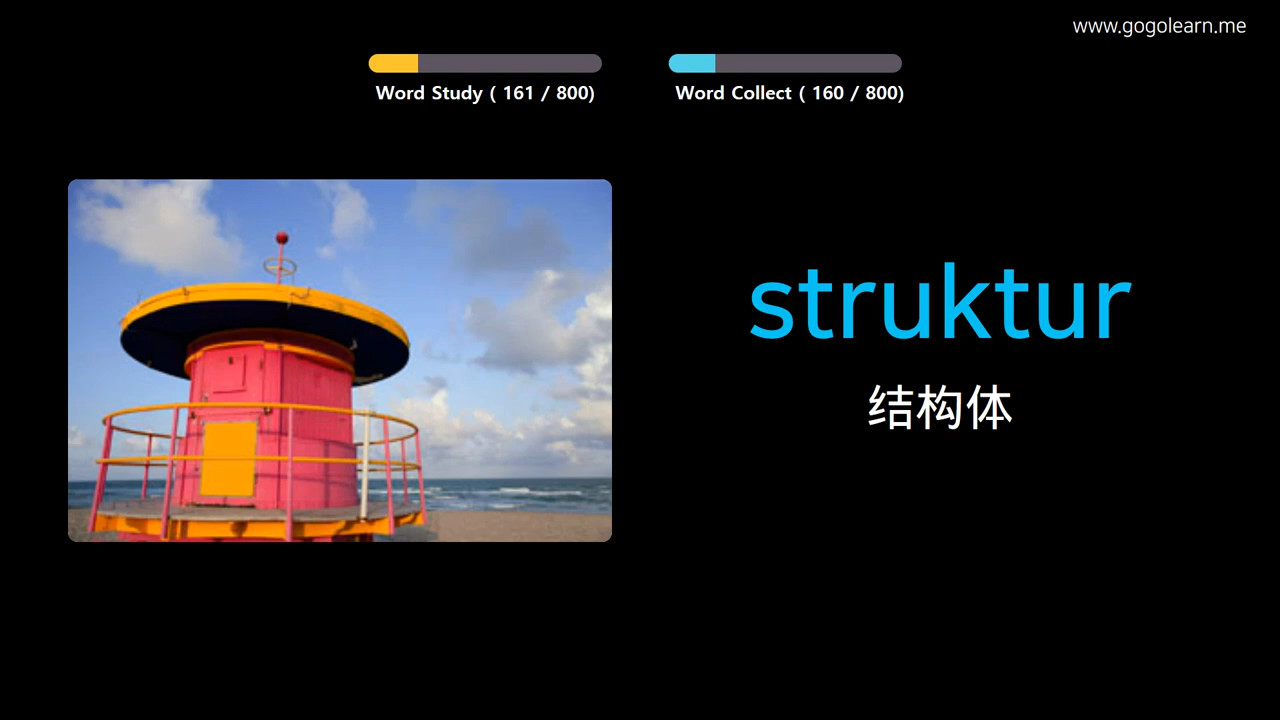 www.gogolearn.me
Word Study ( 161 / 800)
Word Collect ( 160 / 800)
struktur
结构体